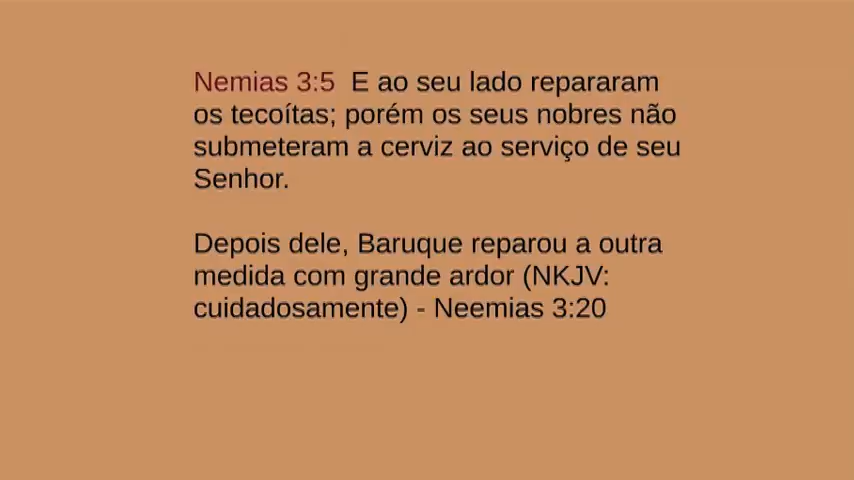 Nemias 3:5 E ao seu lado repararam
os tecoítas; porém os seus nobres não
submeteram a cerviz ao serviço de seu
Senhor.
Depois dele, Baruque reparou a outra
medida com grande ardor (NKJV:
cuidadosamente) - Neemias 3:20